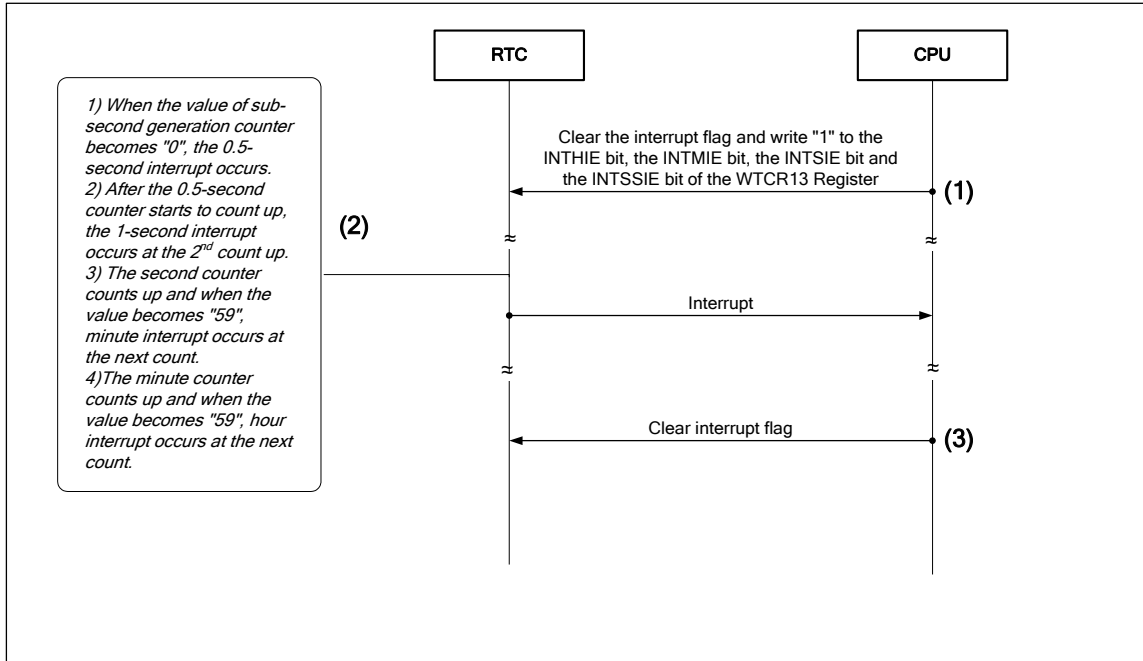 RTC
CPU
1) When the value of sub-
second generation counter
becomes "0", the 0.5-
second interrupt occurs.
2) After the 0.5-second
counter starts to count up,
the 1-second interrupt
occurs at the 2nd count up.
3) The second counter
counts up and when the
value becomes "59",
minute interrupt occurs at
the next count.
4)The minute counter
counts up and when the
value becomes "59", hour
interrupt occurs at the next
count.
(2)
Clear the interrupt flag and write "1" to the
INTHIE bit, the INTMIE bit, the INTSIE bit and
the INTSSIE bit of the WTCR13 Register
(1)
≈
≈
Interrupt
≈
≈
Clear interrupt flag
(3)